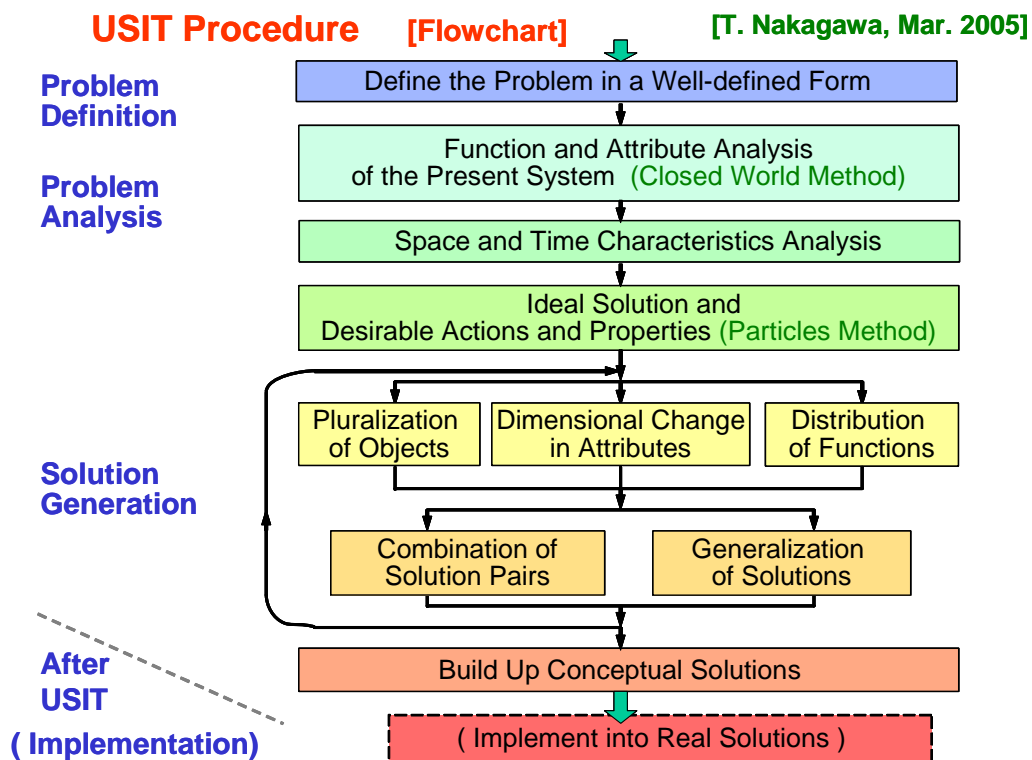 USIT Procedure [Flowchart] [T. Nakagawa, Mar. 2005]
Problem
Definition
Define the Problem in a Well-defined Form
Problem
Analysis
Function and Attribute Analysis
of the Present System (Closed World Method)
Space and Time Characteristics Analysis
Ideal Solution and
Desirable Actions and Properties (Particles Method)
Solution
Generation
Pluralization
of Objects
Dimensional Change
in Attributes
Distribution
of Functions
Combination of
Solution Pairs
Generalization
of Solutions
After
USIT
( Implementation)
Build Up Conceptual Solutions
( Implement into Real Solutions )